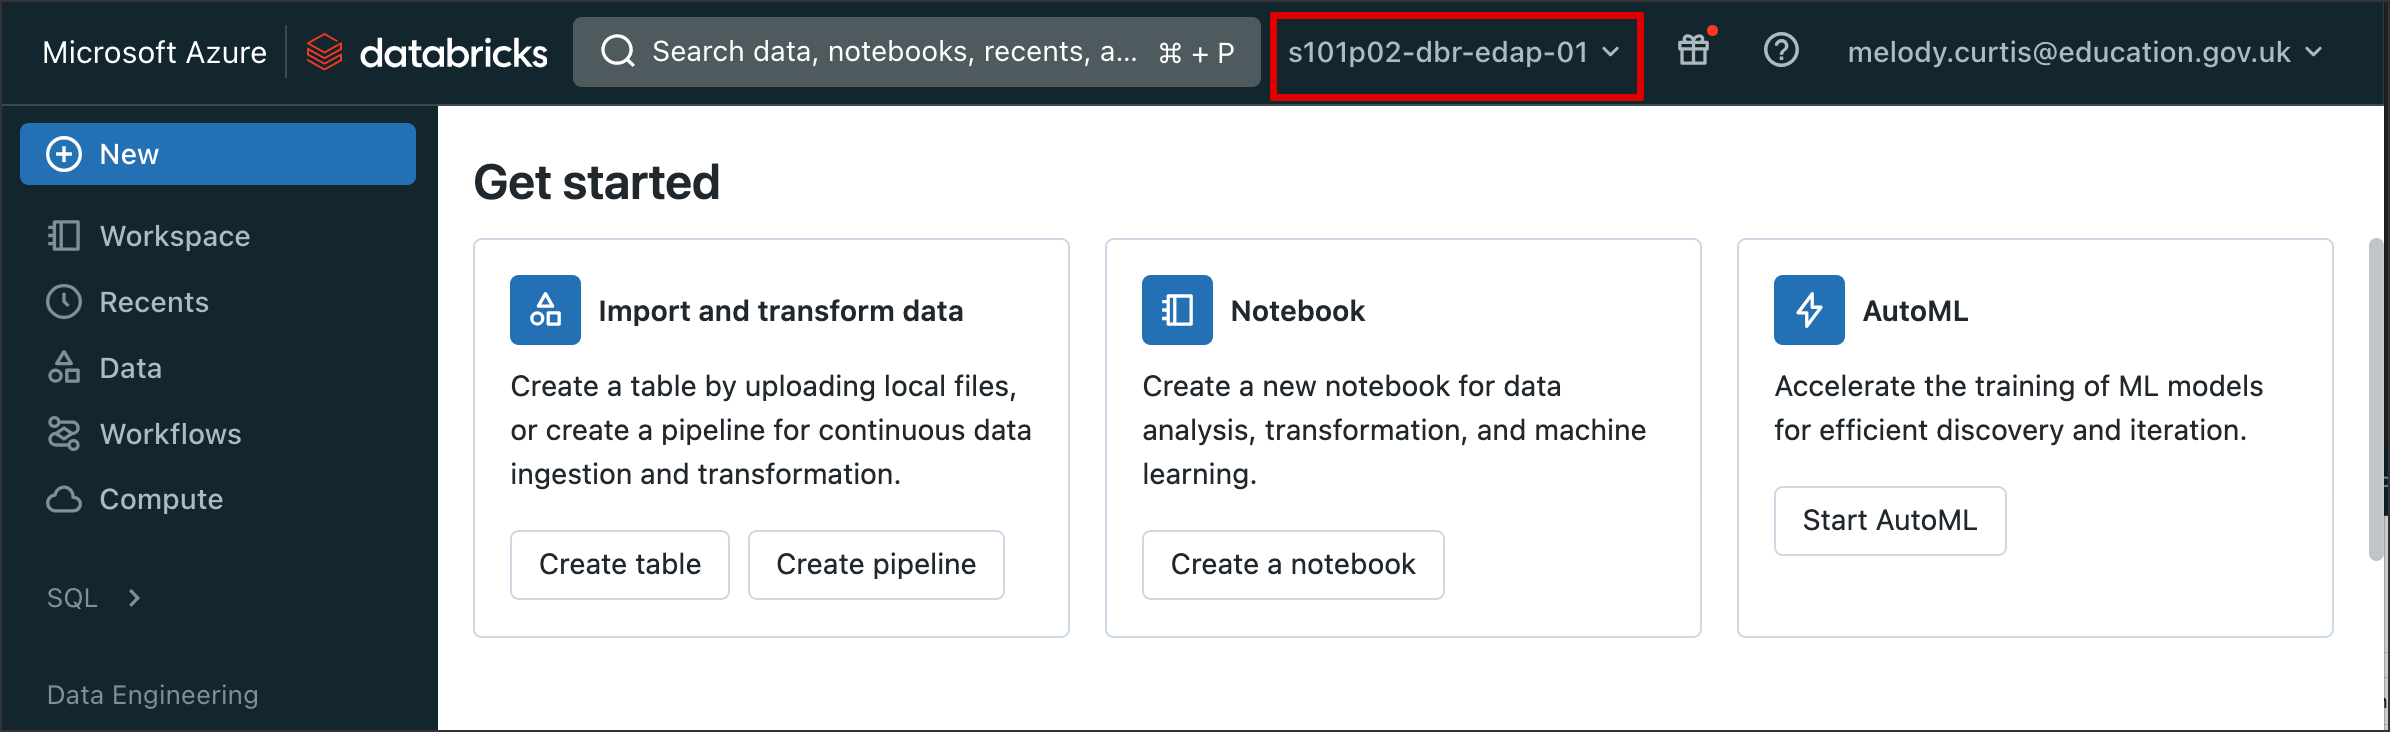 Microsoft Azure
databricks
Search data, notebooks, recents, a... ⌘ + P
s101p02-dbr-edap-01
melody.curtis@education.gov.uk
New
Workspace
Recents
Data
Workflows
Compute
SQL
Data Engineering
Get started
Import and transform data
Create a table by uploading local files,
or create a pipeline for continuous data
ingestion and transformation.
Create table
Create pipeline
Notebook
Create a new notebook for data
analysis, transformation, and machine
learning.
Create a notebook
AutoML
Accelerate the training of ML models
for efficient discovery and iteration.
Start AutoML